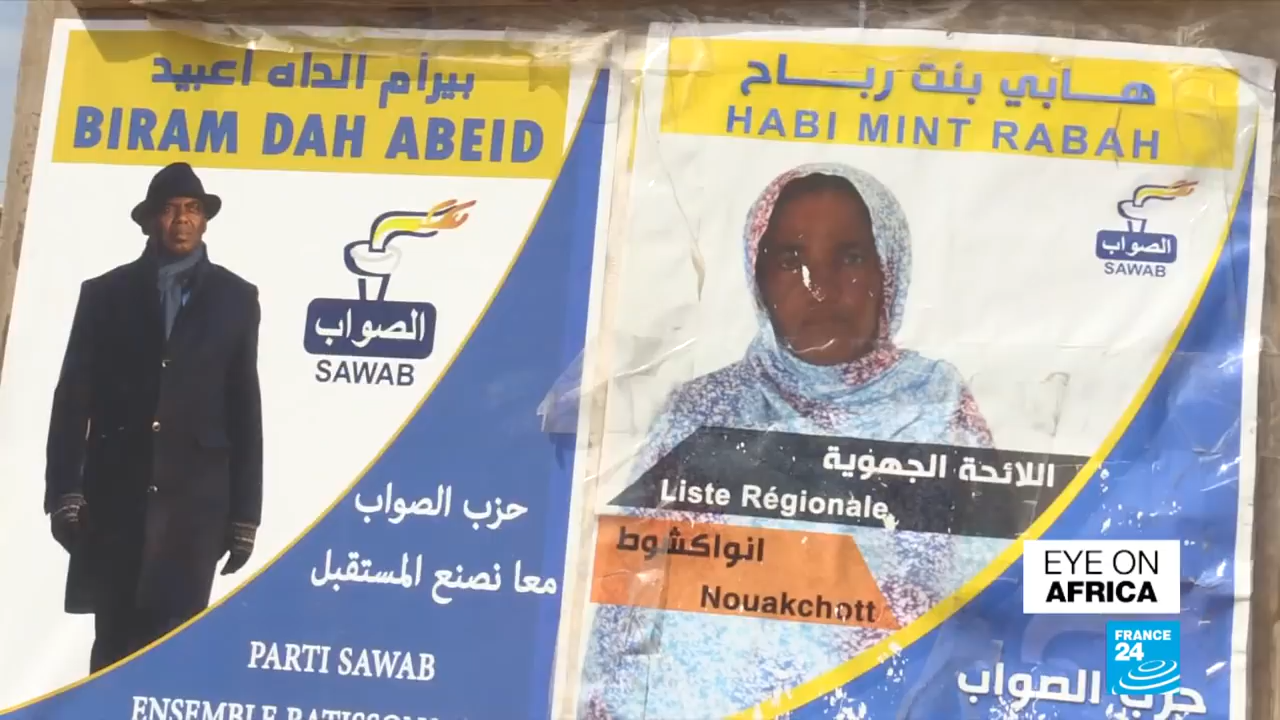 بيرام الداه اعبيد
BIRAM DAH ABEID
الصواب
SAWAB
حزب الصواب
معا نصنع المستقبل
PARTI SAWAB
ENSEMBLE
هابي بنت رباح
HABI MINT RABAH
الصواب
SAWAB
اللائحة الجهوية
Liste Régionale
انواكشوط
Nouakchott
حزب الصواب
EYE ON
AFRICA
FRANCE
24